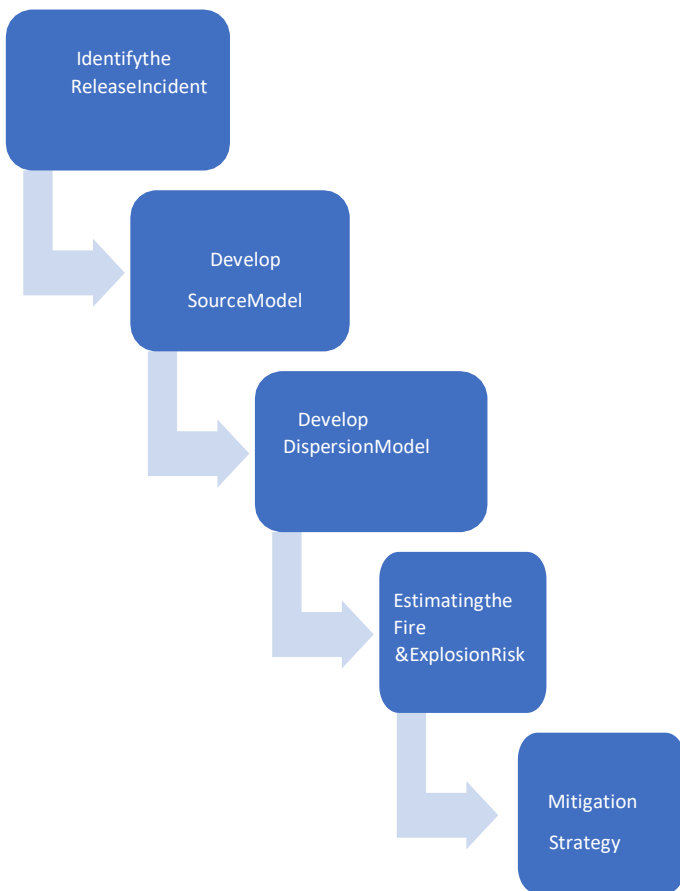 Identifythe
ReleaseIncident
Develop
SourceModel
Develop
DispersionModel
Estimatingthe
Fire
&ExplosionRisk
Mitigation
Strategy